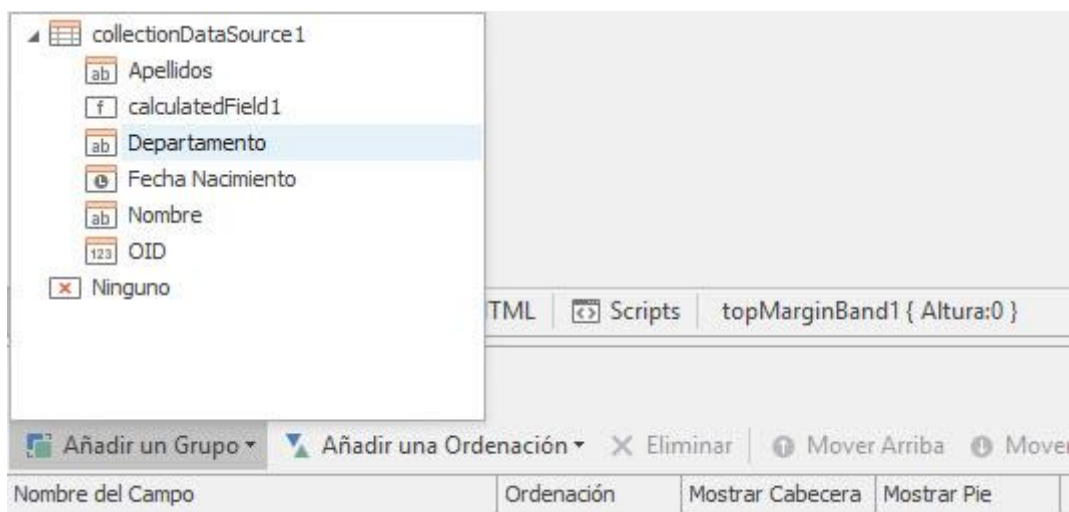 collectionDataSource1
Apellidos
calculatedField1
Departamento
Fecha Nacimiento
Nombre
OID
Ninguno
TML Scripts topMarginBand1 { Altura:0 }
Añadir un Grupo Añadir una Ordenación Eliminar Mover Arriba Mover
Nombre del Campo Ordenación Mostrar Cabecera Mostrar Pie